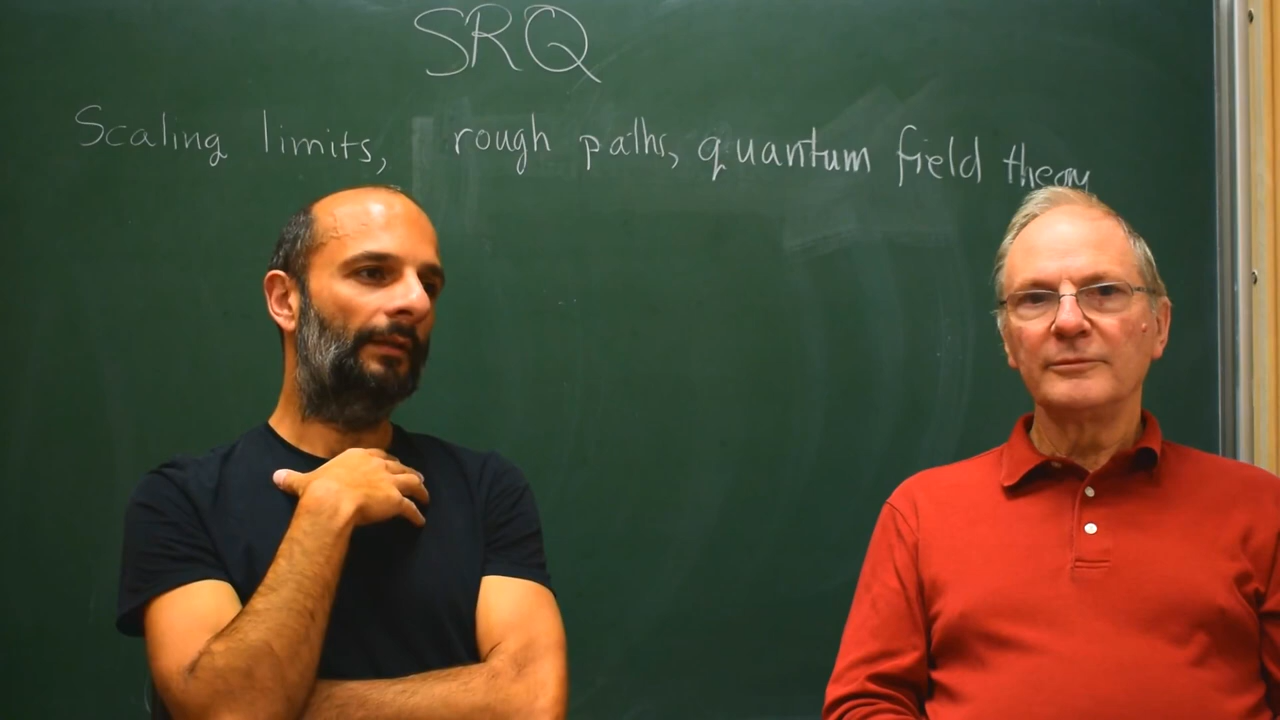 SRQ
Scaling limits, rough paths, quantum field theory